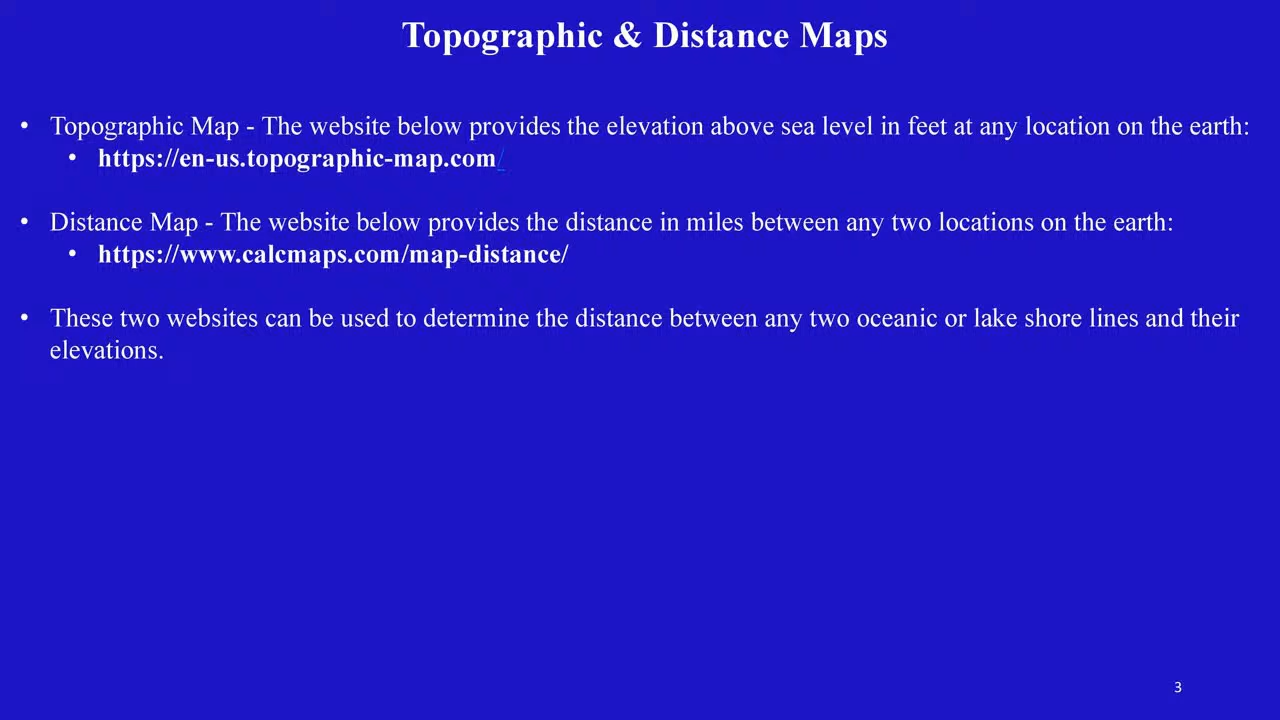 Topographic & Distance Maps
• Topographic Map - The website below provides the elevation above sea level in feet at any location on the earth:
• https://en-us.topographic-map.com/
• Distance Map - The website below provides the distance in miles between any two locations on the earth:
• https://www.calcmaps.com/map-distance/
• These two websites can be used to determine the distance between any two oceanic or lake shore lines and their
elevations.
3